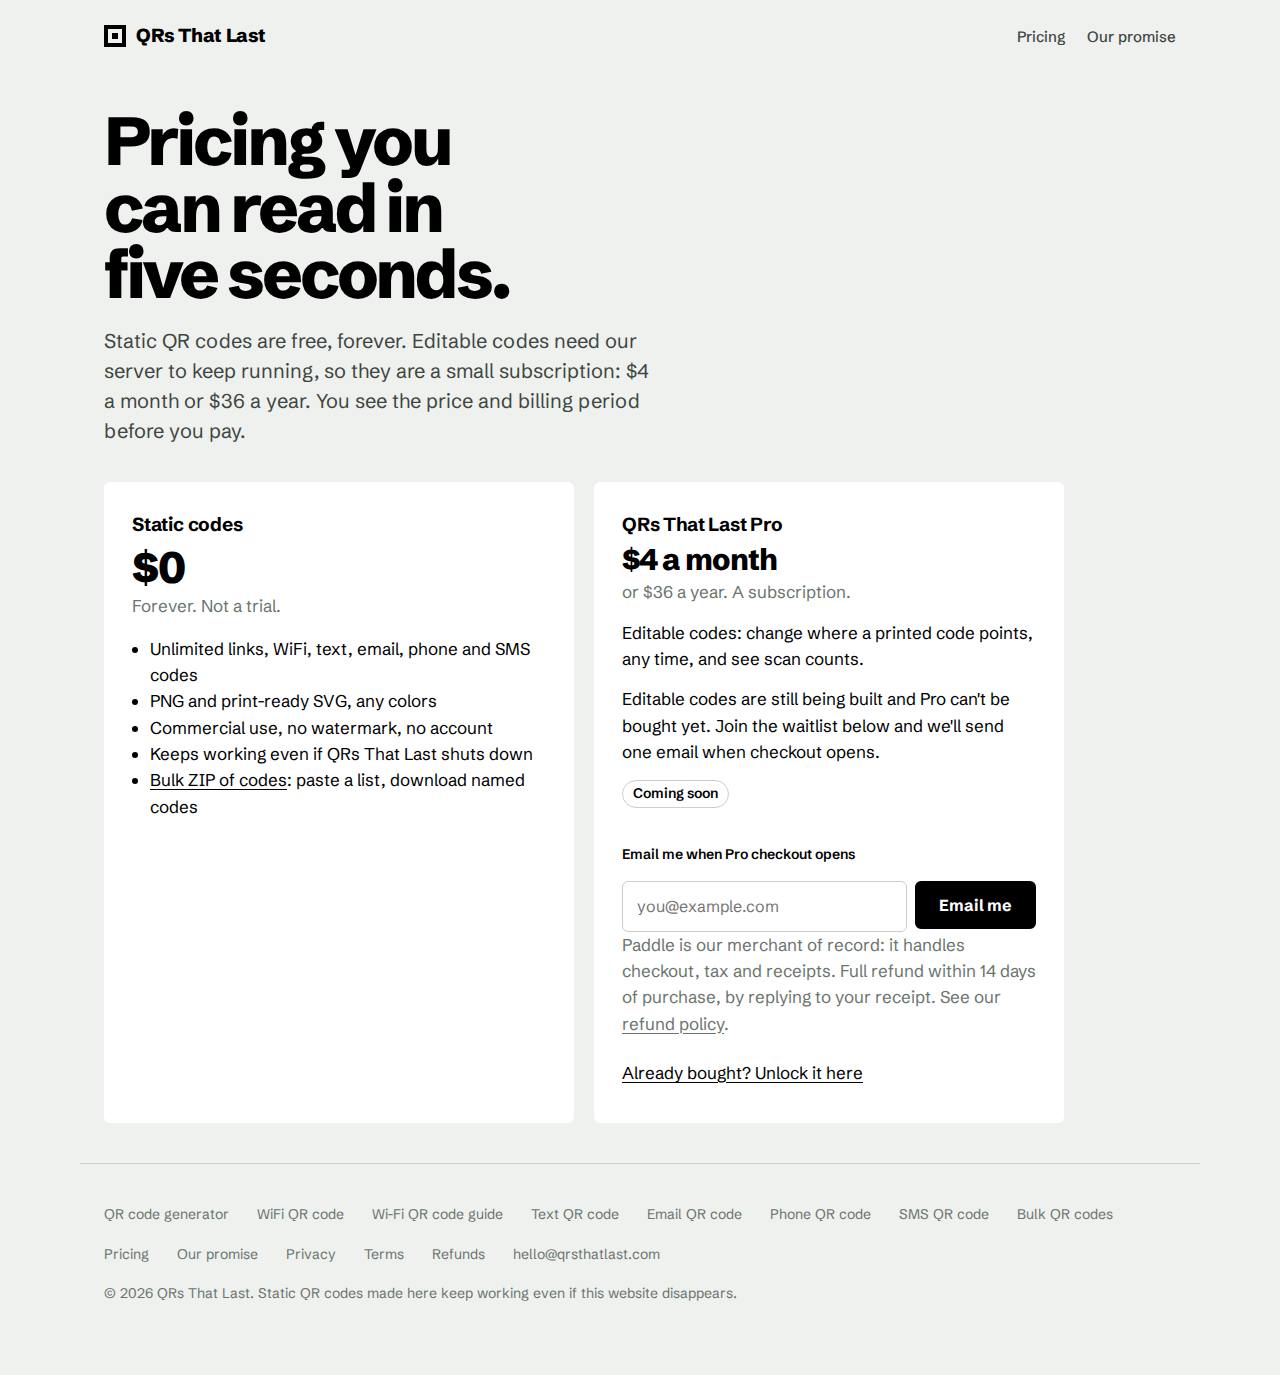 QRs That Last
Pricing
Our promise
Pricing you
can read in
five seconds.
Static QR codes are free, forever. Editable codes need our
server to keep running, so they are a small subscription: $4
a month or $36 a year. You see the price and billing period
before you pay.
Static codes
$0
Forever. Not a trial.
• Unlimited links, WiFi, text, email, phone and SMS
codes
• PNG and print-ready SVG, any colors
• Commercial use, no watermark, no account
• Keeps working even if QRs That Last shuts down
• Bulk ZIP of codes: paste a list, download named
codes
QRs That Last Pro
$4 a month
or $36 a year. A subscription.
Editable codes: change where a printed code points,
any time, and see scan counts.
Editable codes are still being built and Pro can't be
bought yet. Join the waitlist below and we'll send
one email when checkout opens.
Coming soon
Email me when Pro checkout opens
you@example.com
Email me
Paddle is our merchant of record: it handles
checkout, tax and receipts. Full refund within 14 days
of purchase, by replying to your receipt. See our
refund policy.
Already bought? Unlock it here
QR code generator WiFi QR code Wi-Fi QR code guide Text QR code Email QR code Phone QR code SMS QR code Bulk QR codes
Pricing Our promise Privacy Terms Refunds hello@qrsthatlast.com
© 2026 QRs That Last. Static QR codes made here keep working even if this website disappears.